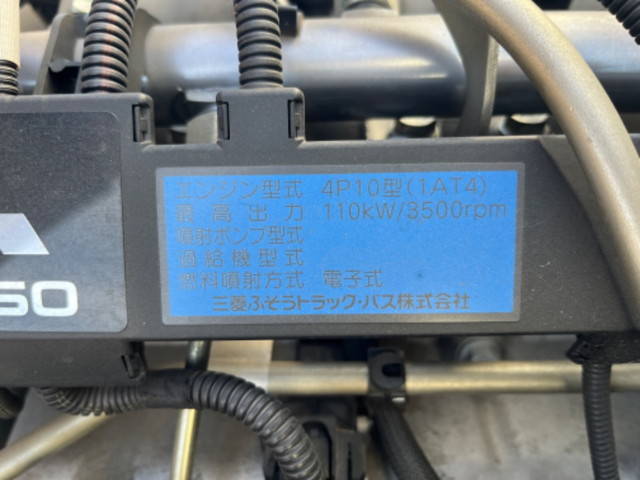 エンジン型式 4P10型(1AT4)
最高出力 110kW/3500rpm
噴射ポンプ型式
過給機型式
燃料噴射方式 電子式
三菱ふそうトラック・バス株式会社
50